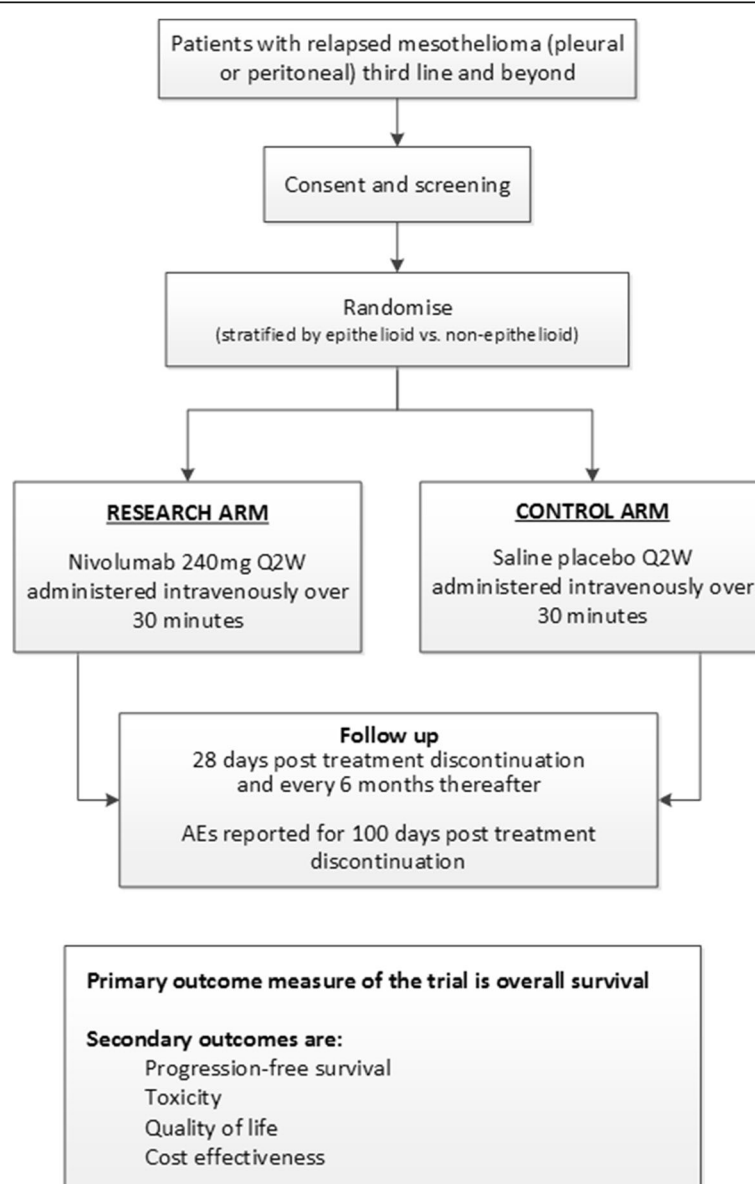 Patients with relapsed mesothelioma (pleural
or peritoneal) third line and beyond
Consent and screening
Randomise
(stratified by epithelioid vs. non-epithelioid)
RESEARCH ARM
Nivolumab 240mg Q2W
administered intravenously over
30 minutes
CONTROL ARM
Saline placebo Q2W
administered intravenously over
30 minutes
Follow up
28 days post treatment discontinuation
and every 6 months thereafter
AEs reported for 100 days post treatment
discontinuation
Primary outcome measure of the trial is overall survival
Secondary outcomes are:
Progression-free survival
Toxicity
Quality of life
Cost effectiveness